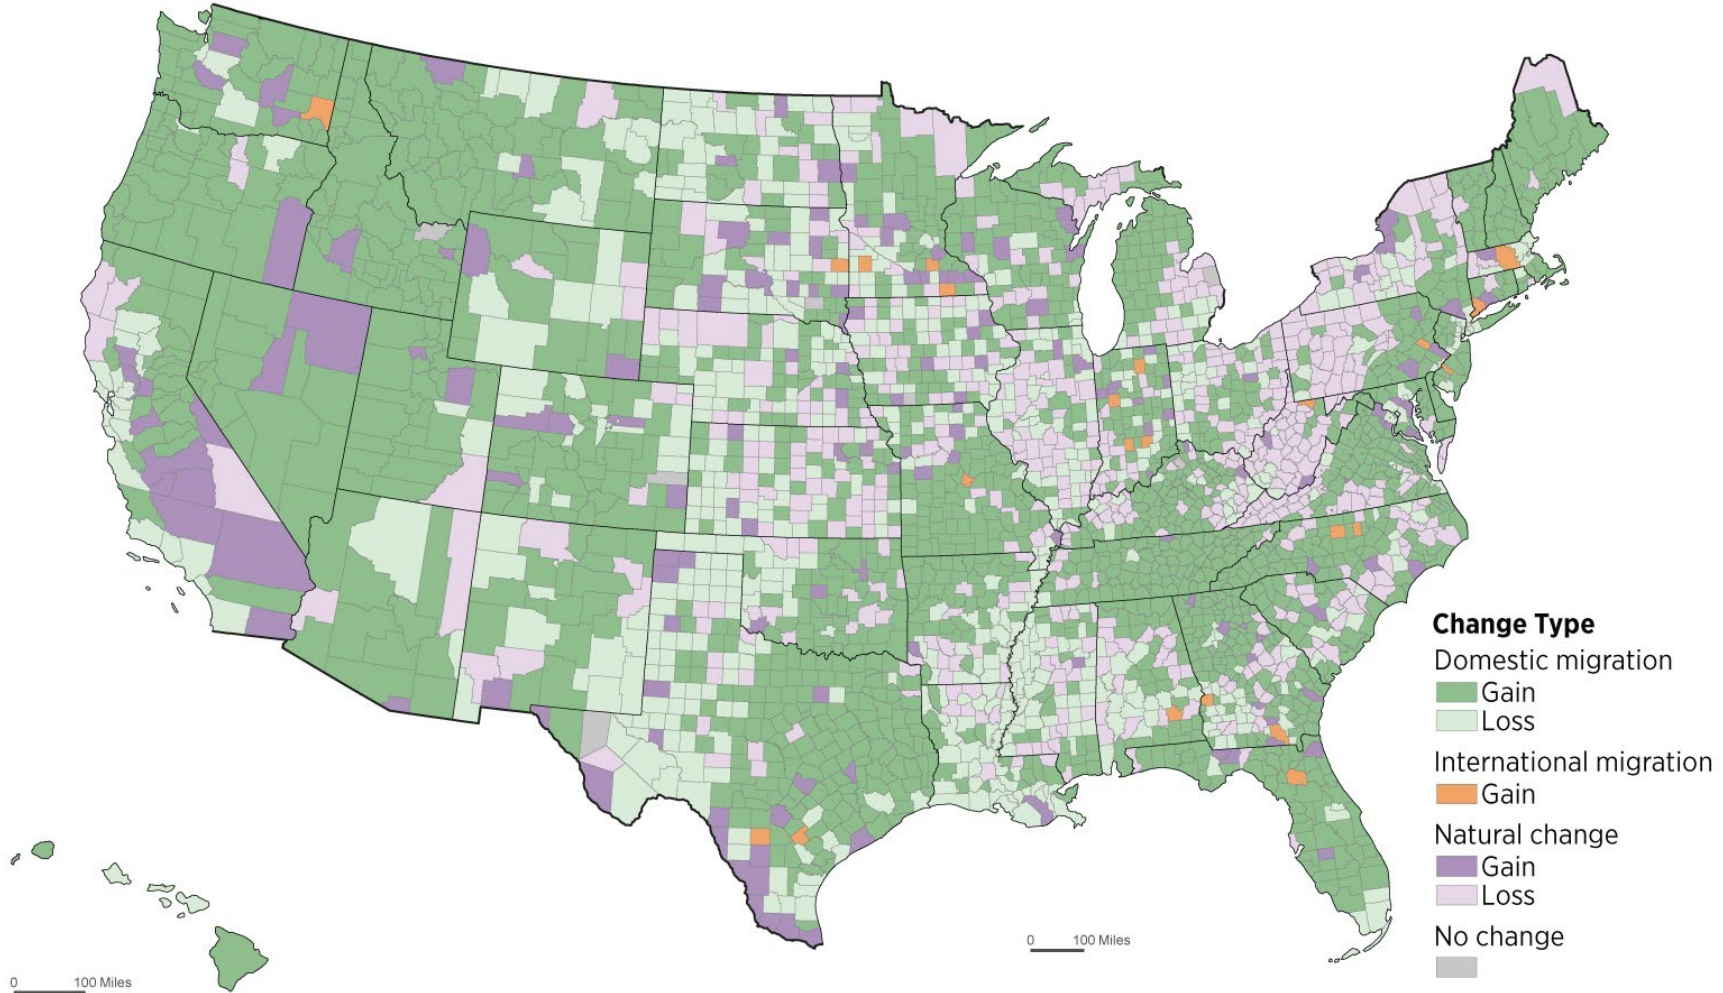 Change Type
Domestic migration
Gain
Loss
International migration
Gain
Natural change
Gain
Loss
No change
0 100 Miles
0 100 Miles